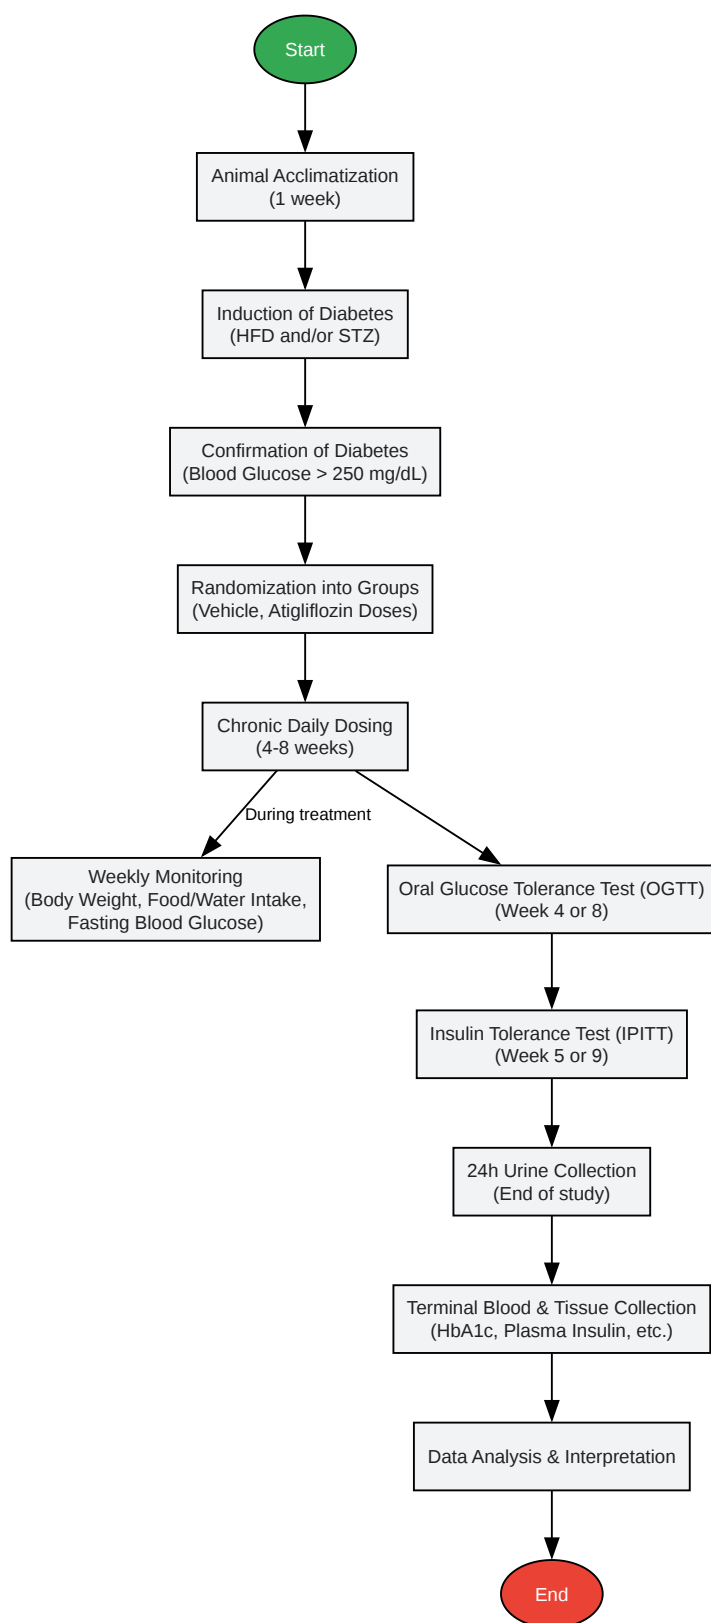 Start
Animal Acclimatization
(1 week)
Induction of Diabetes
(HFD and/or STZ)
Confirmation of Diabetes
(Blood Glucose > 250 mg/dL)
Randomization into Groups
(Vehicle, Atigliflozin Doses)
Chronic Daily Dosing
(4-8 weeks)
During treatment
Weekly Monitoring
(Body Weight, Food/Water Intake,
Fasting Blood Glucose)
Oral Glucose Tolerance Test (OGTT)
(Week 4 or 8)
Insulin Tolerance Test (IPITT)
(Week 5 or 9)
24h Urine Collection
(End of study)
Terminal Blood & Tissue Collection
(HbA1c, Plasma Insulin, etc.)
Data Analysis & Interpretation
End